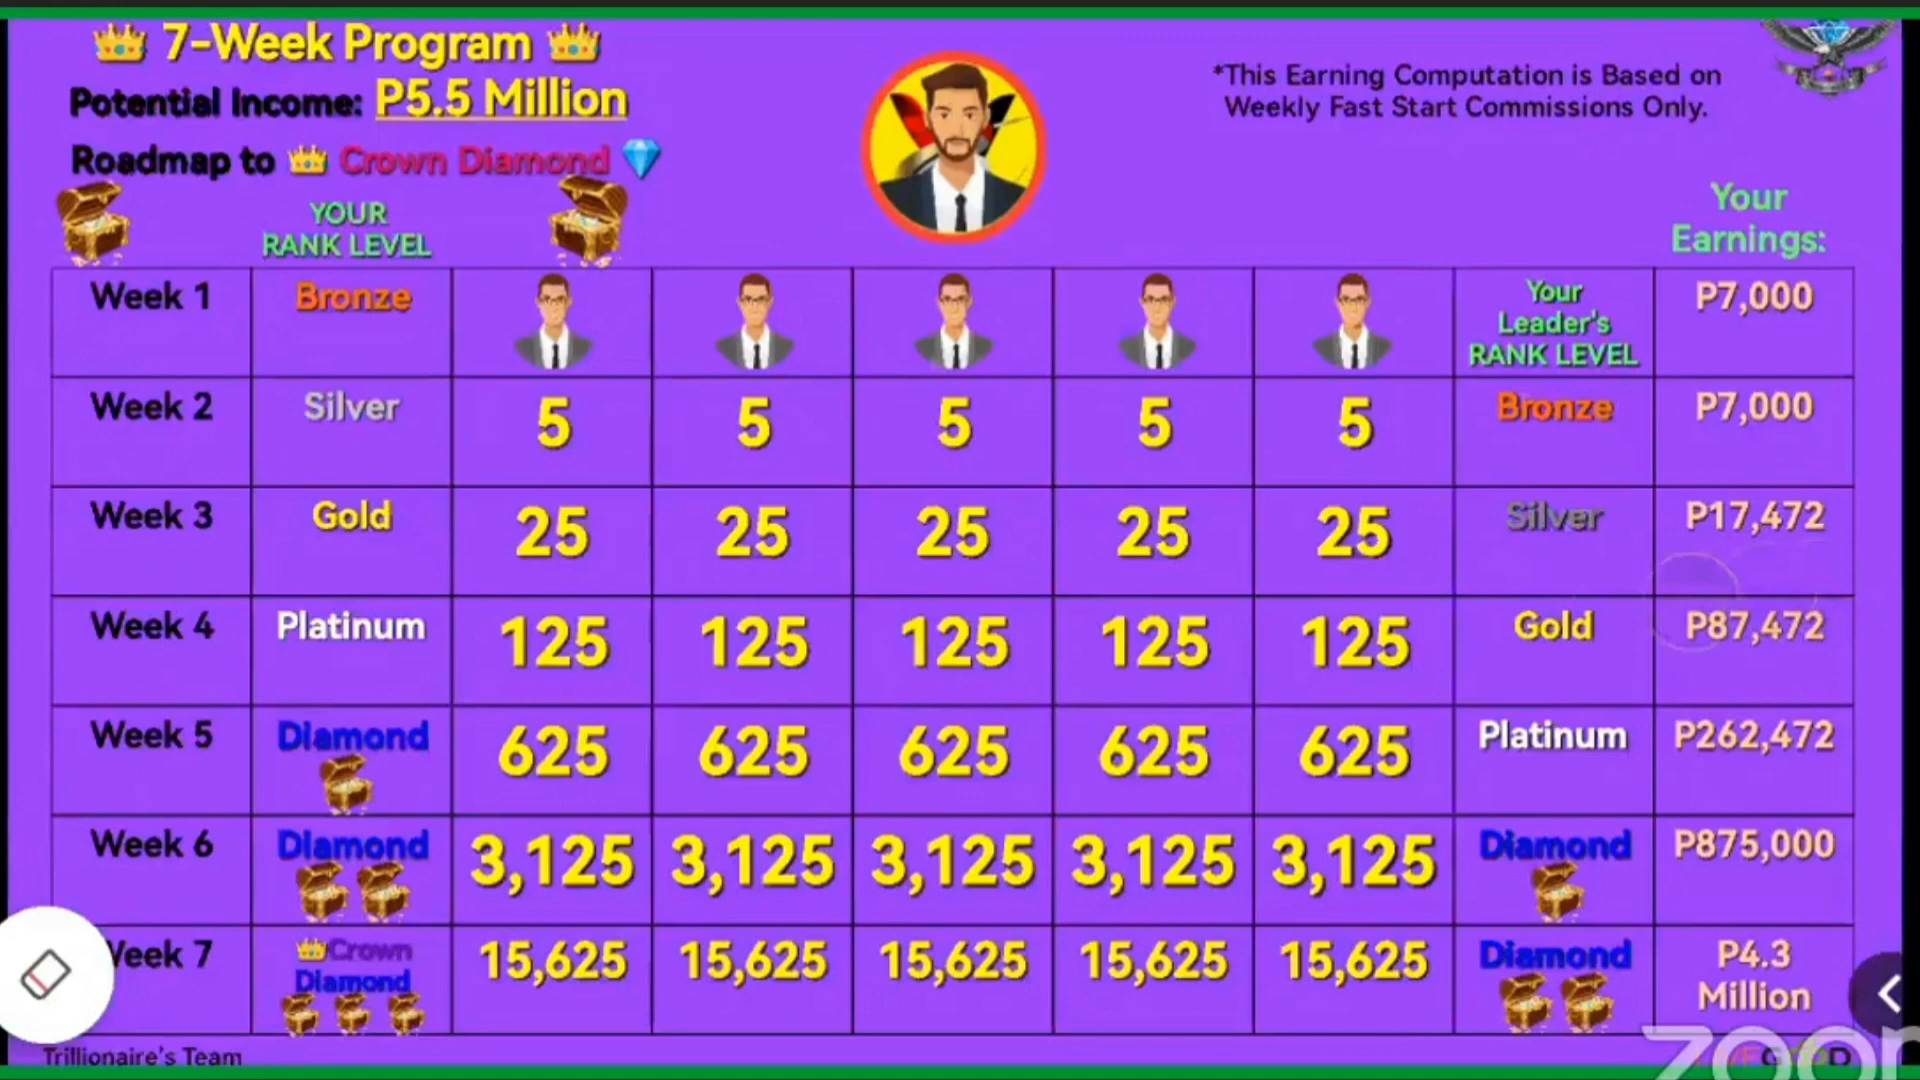 7-Week Program
Potential Income: P5.5 Million
*This Earning Computation is Based on
Weekly Fast Start Commissions Only.
Roadmap to Crown Diamond
YOUR
RANK LEVEL
Your
Earnings:
Week 1 Bronze Your Leader's RANK LEVEL P7,000
Week 2 Silver 5 5 5 5 5 Bronze P7,000
Week 3 Gold 25 25 25 25 25 Silver P17,472
Week 4 Platinum 125 125 125 125 125 Gold P87,472
Week 5 Diamond 625 625 625 625 625 Platinum P262,472
Week 6 Diamond 3,125 3,125 3,125 3,125 3,125 Diamond P875,000
Week 7 Crown Diamond 15,625 15,625 15,625 15,625 15,625 Diamond P4.3 Million
Trillionaire's Team
zoom